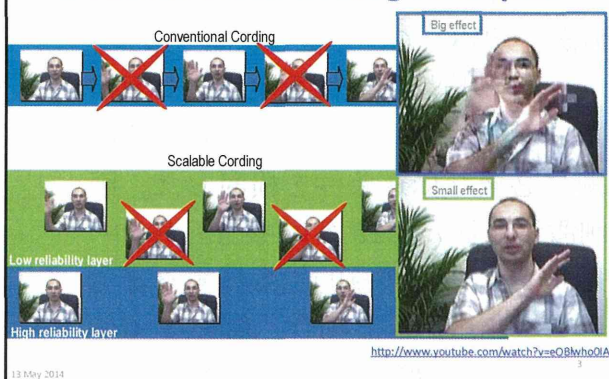 Conventional Cording
Big effect
Scalable Cording
Small effect
Low reliability layer
High reliability layer
http://www.youtube.com/watch?v=eQBlwho0lA
13 May 2014
3